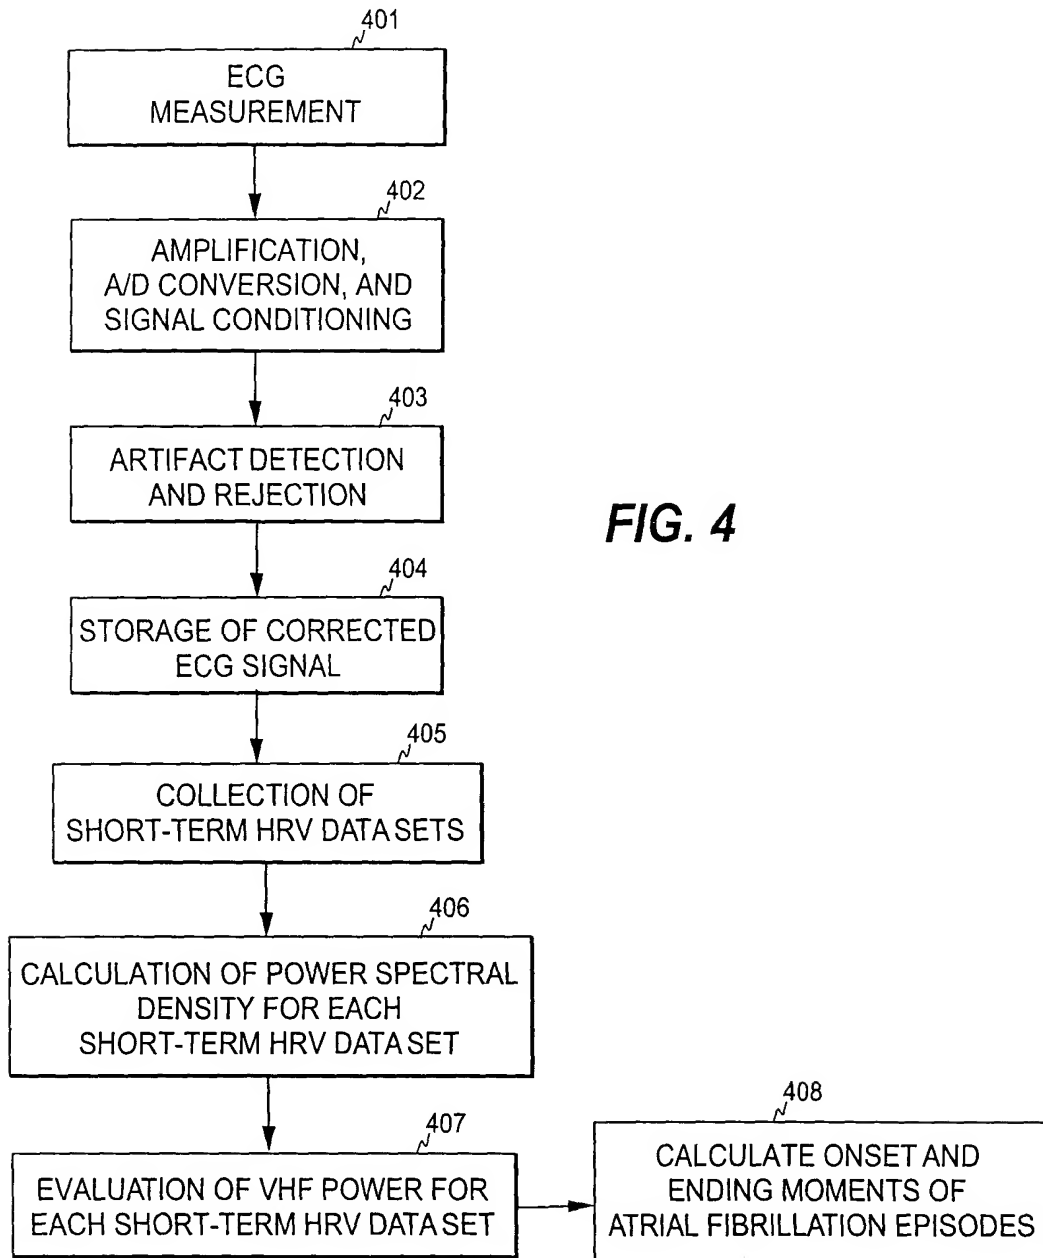 401
ECG
MEASUREMENT
402
AMPLIFICATION,
A/D CONVERSION, AND
SIGNAL CONDITIONING
403
ARTIFACT DETECTION
AND REJECTION
FIG. 4
404
STORAGE OF CORRECTED
ECG SIGNAL
405
COLLECTION OF
SHORT-TERM HRV DATA SETS
406
CALCULATION OF POWER SPECTRAL
DENSITY FOR EACH
SHORT-TERM HRV DATA SET
407
EVALUATION OF VHF POWER FOR
EACH SHORT-TERM HRV DATA SET
408
CALCULATE ONSET AND
ENDING MOMENTS OF
ATRIAL FIBRILLATION EPISODES